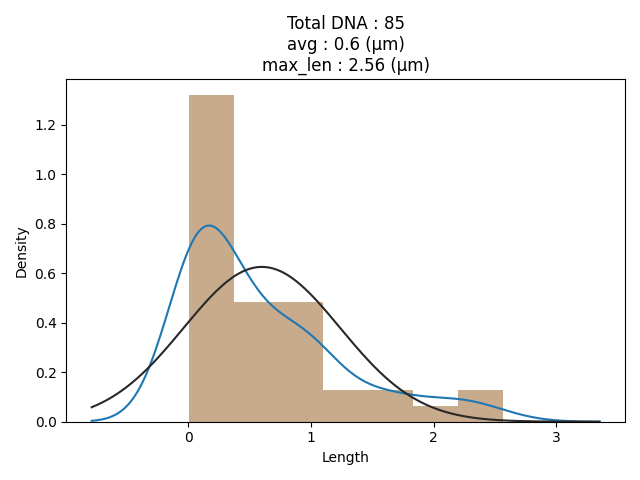 Total DNA : 85
avg : 0.6 (μm)
max_len : 2.56 (μm)
Density
1.2
1.0
0.8
0.6
0.4
0.2
0.0
0 1 2 3
Length